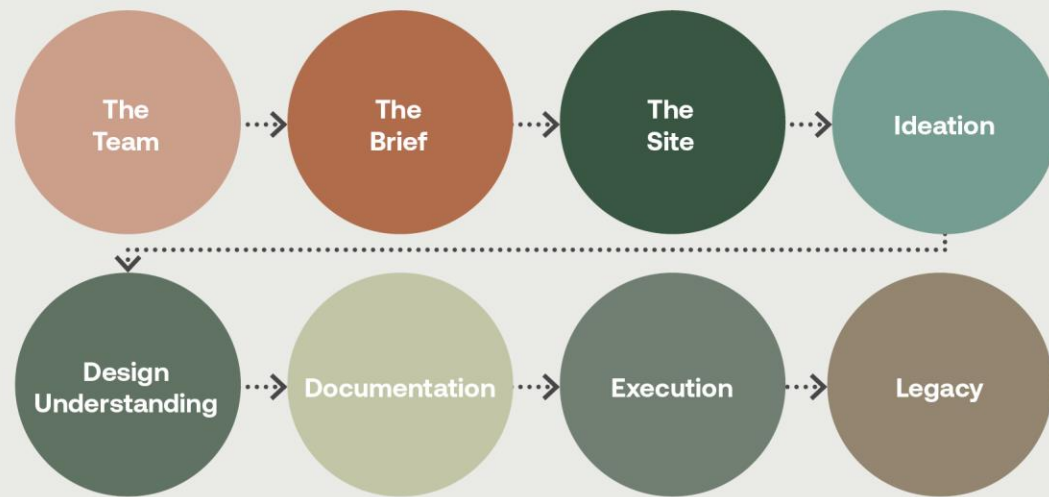 The
Team
The
Brief
The
Site
Ideation
Design
Understanding
Documentation
Execution
Legacy